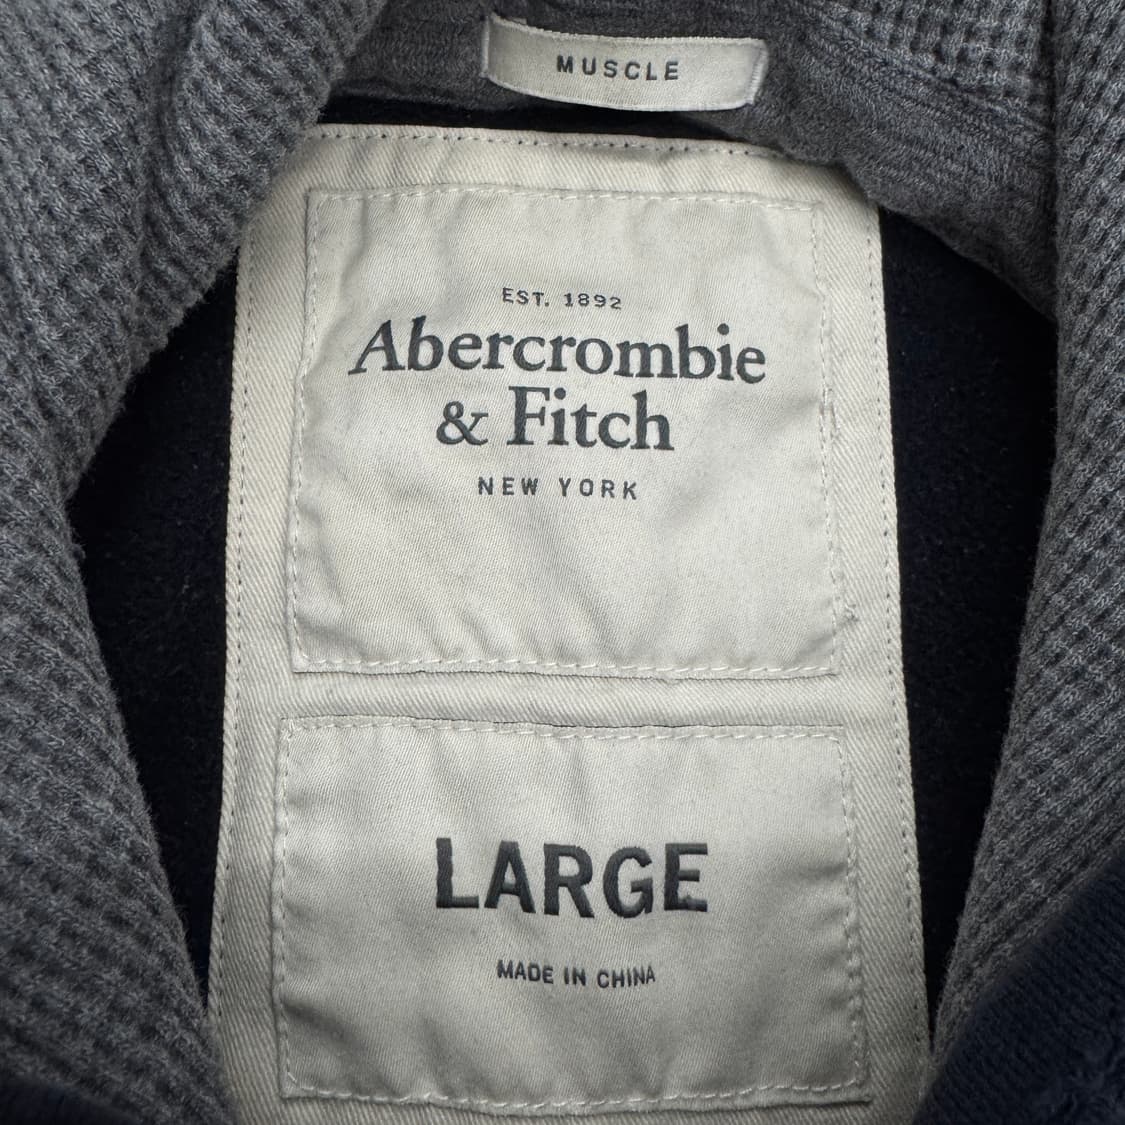 MUSCLE
EST. 1892
Abercrombie
& Fitch
NEW YORK
LARGE
MADE IN CHINA